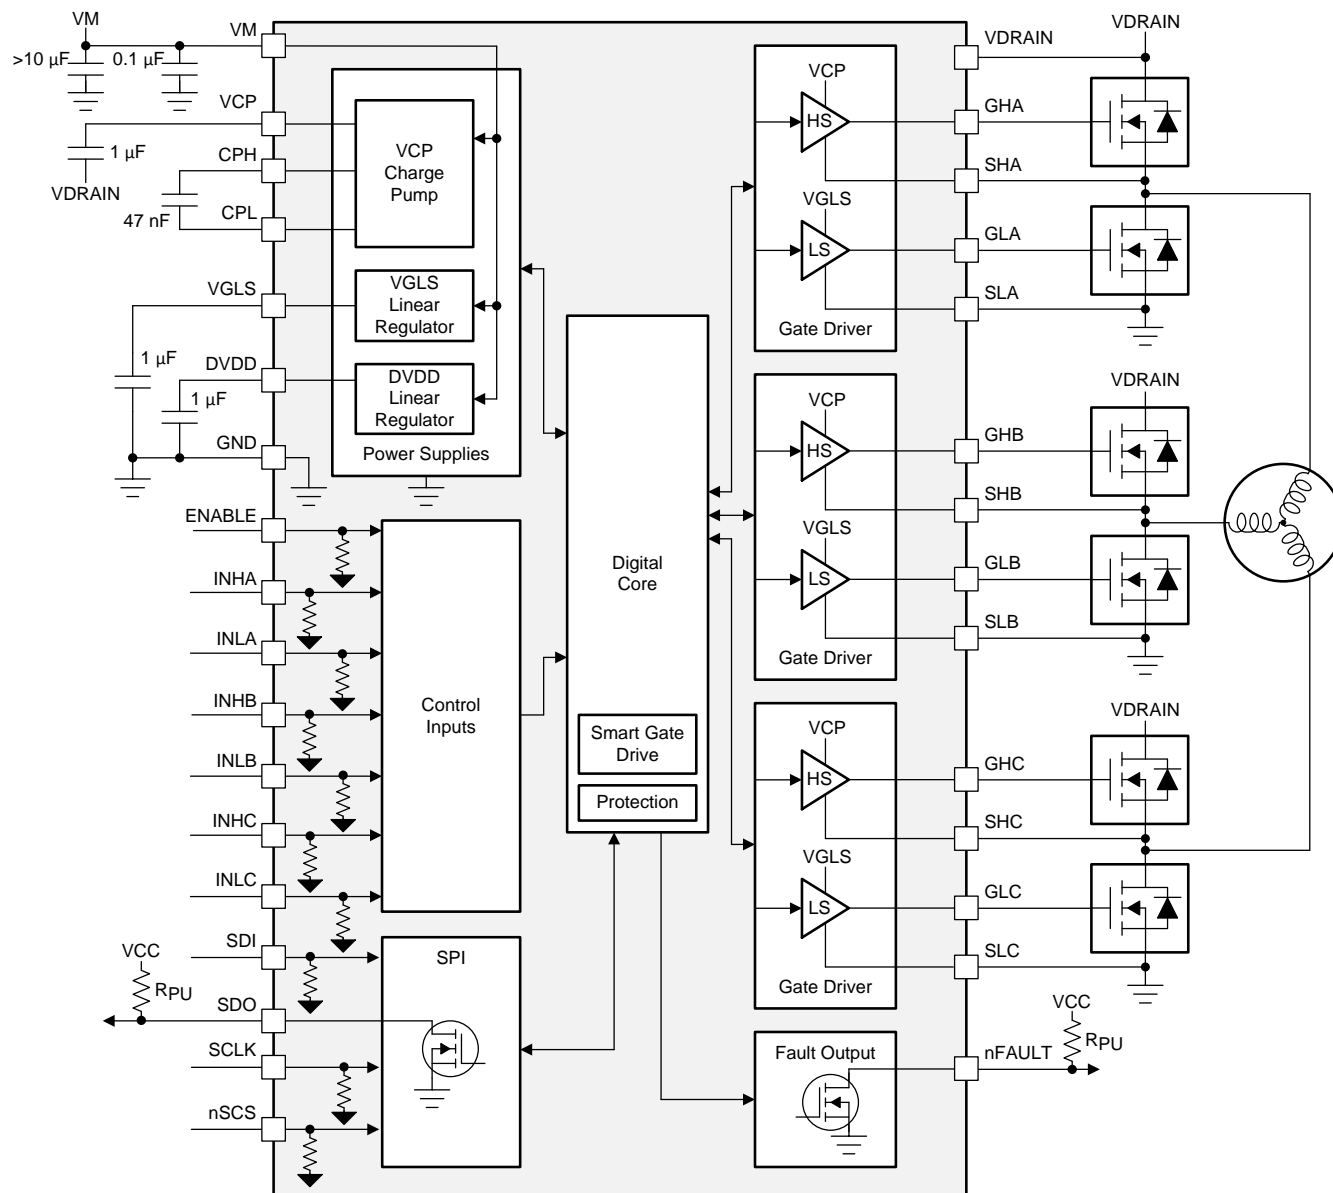 VM
>10 µF
0.1 µF
VM
VCP
1 µF
VDRAIN
CPH
47 nF
CPL
VGLS
1 µF
DVDD
1 µF
GND
VCP
Charge
Pump
VGLS
Linear
Regulator
DVDD
Linear
Regulator
Power Supplies
ENABLE
INHA
INLA
INHB
INLB
INHC
INLC
Control
Inputs
SDI
VCC
RPU
SDO
SCLK
nSCS
SPI
Digital
Core
Smart Gate
Drive
Protection
VCP
HS
VGLS
LS
Gate Driver
VCP
HS
VGLS
LS
Gate Driver
VCP
HS
VGLS
LS
Gate Driver
Fault Output
VDRAIN
VDRAIN
GHA
SHA
GLA
SLA
VDRAIN
GHB
SHB
GLB
SLB
VDRAIN
GHC
SHC
GLC
SLC
VCC
RPU
nFAULT